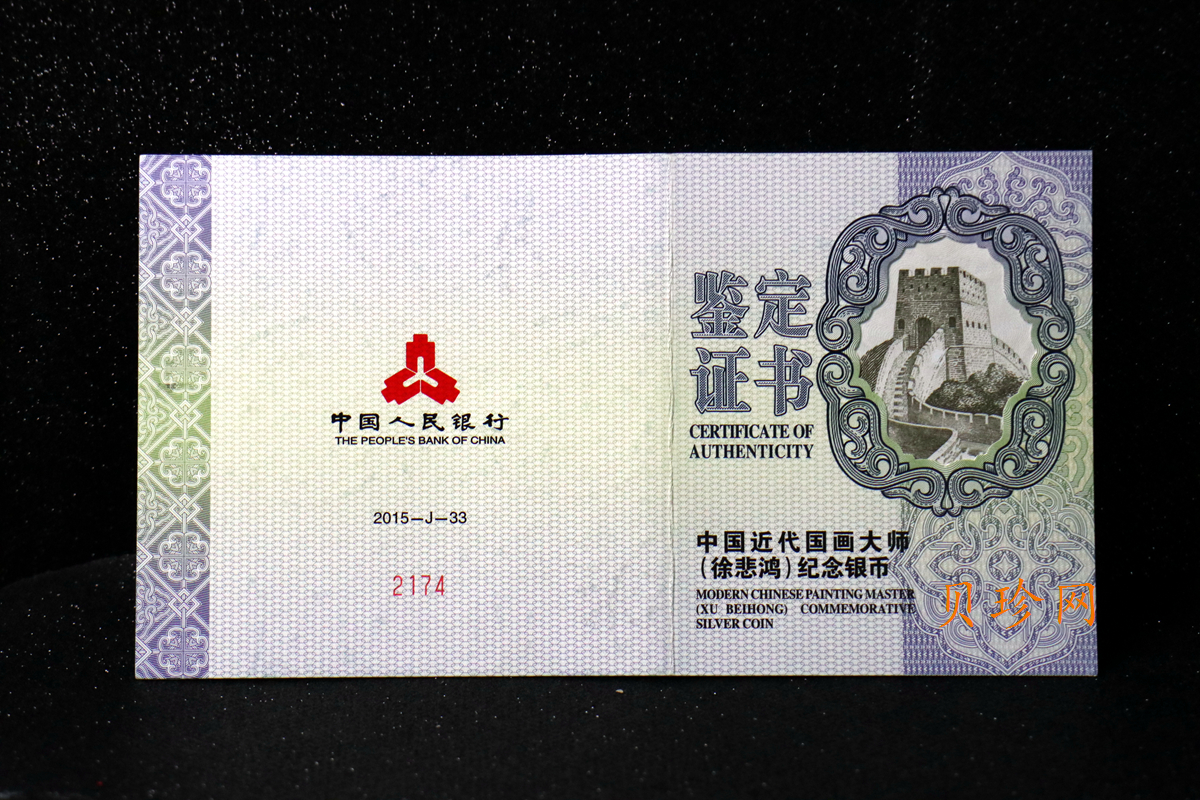 中国人民银行
THE PEOPLE'S BANK OF CHINA
2015—J—33
2174
鉴定
证书
CERTIFICATE OF
AUTHENTICITY
中国近代国画大师
（徐悲鸿）纪念银币
MODERN CHINESE PAINTING MASTER
(XU BEIHONG) COMMEMORATIVE
SILVER COIN
贝珍网